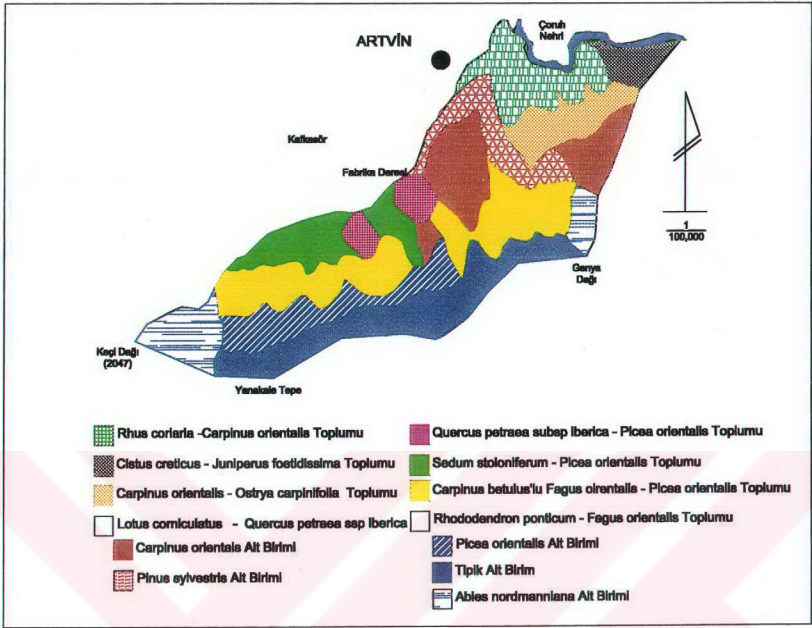 Çoruh
Nehri
ARTVİN
Kafkasör
Fabrika Deresi
1
100,000
Genya
Dağı
Keçi Dağı
(2047)
Yanakale Tepe
Rhus coriaria -Carpinus orientalis Toplumu
Cistus creticus - Juniperus foetidissima Toplumu
Carpinus orientalis - Ostrya carpinifolia Toplumu
Lotus corniculatus - Quercus petraea ssp iberica
Carpinus orientals Alt Birimi
Pinus sylvestris Alt Birimi
Quercus petraea subsp iberica - Picea orientalis Toplumu
Sedum stoloniferum - Picea orientalis Toplumu
Carpinus betulus'lu Fagus oirentalis - Picea orientalis Toplumu
Rhododendron ponticum - Fagus orientalis Toplumu
Picea orientalis Alt Birimi
Tipik Alt Birim
Abies nordmanniana Alt Birimi